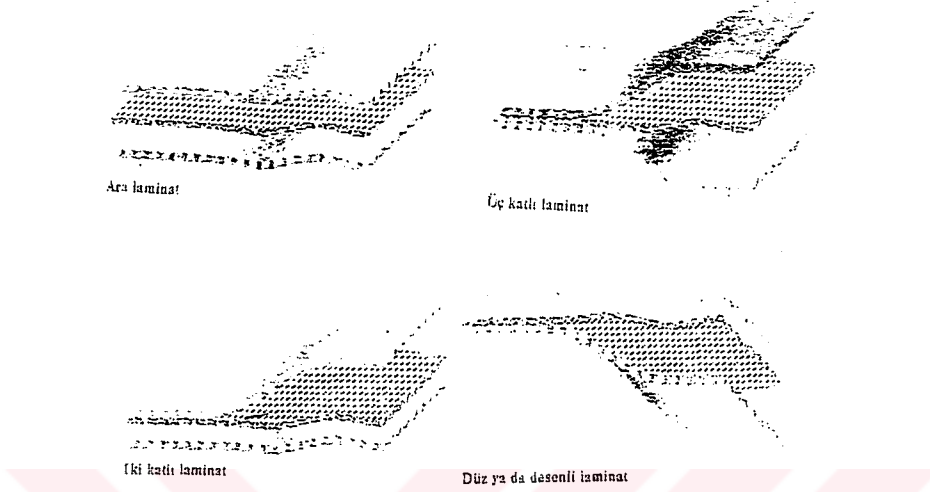 Ara laminat
Üç katlı laminat
İki katlı laminat
Düz ya da desenli laminat